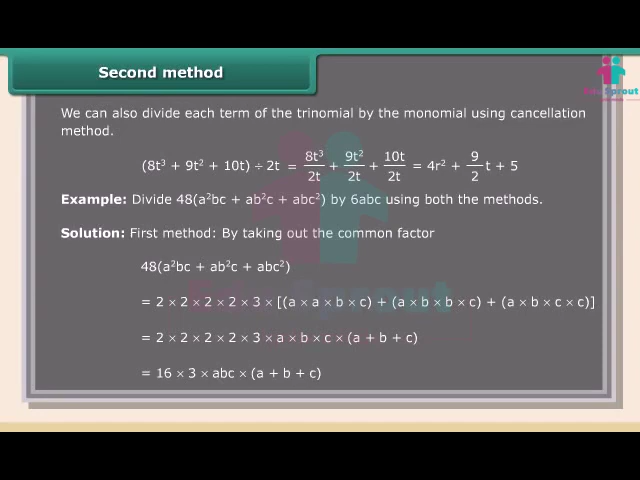 Second method
Edu Sprout
We can also divide each term of the trinomial by the monomial using cancellation
method.
(8t³ + 9t² + 10t) ÷ 2t = 8t³/2t + 9t²/2t + 10t/2t = 4r² + 9/2 t + 5
Example: Divide 48(a²bc + ab²c + abc²) by 6abc using both the methods.
Solution: First method: By taking out the common factor
48(a²bc + ab²c + abc²)
= 2 × 2 × 2 × 2 × 3 × [(a × a × b × c) + (a × b × b × c) + (a × b × c × c)]
= 2 × 2 × 2 × 2 × 3 × a × b × c × (a + b + c)
= 16 × 3 × abc × (a + b + c)